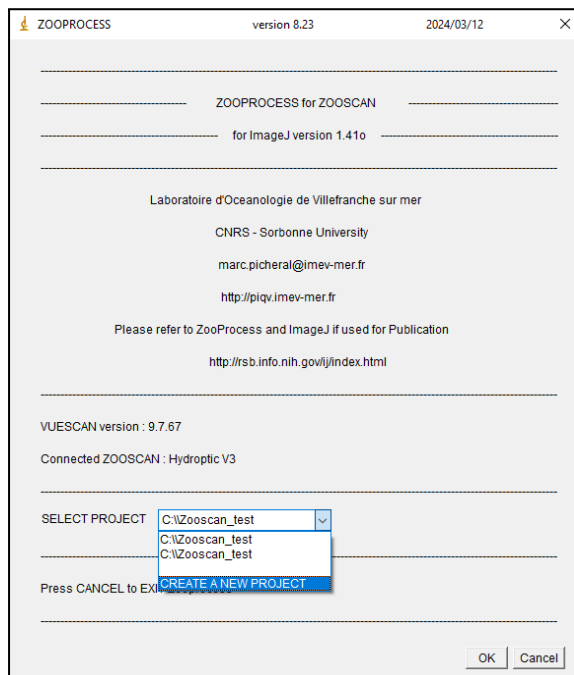 ZOOPROCESS version 8.23 2024/03/12
ZOOPROCESS for ZOOSCAN
for ImageJ version 1.41o
Laboratoire d'Oceanologie de Villefranche sur mer
CNRS - Sorbonne University
marc.picheral@imev-mer.fr
http://piqv.imev-mer.fr
Please refer to ZooProcess and ImageJ if used for Publication
http://rsb.info.nih.gov/ij/index.html
VUESCAN version : 9.7.67
Connected ZOOSCAN : Hydroptic V3
SELECT PROJECT C:\\Zooscan_test
C:\\Zooscan_test
C:\\Zooscan_test
CREATE A NEW PROJECT
Press CANCEL to
OK Cancel